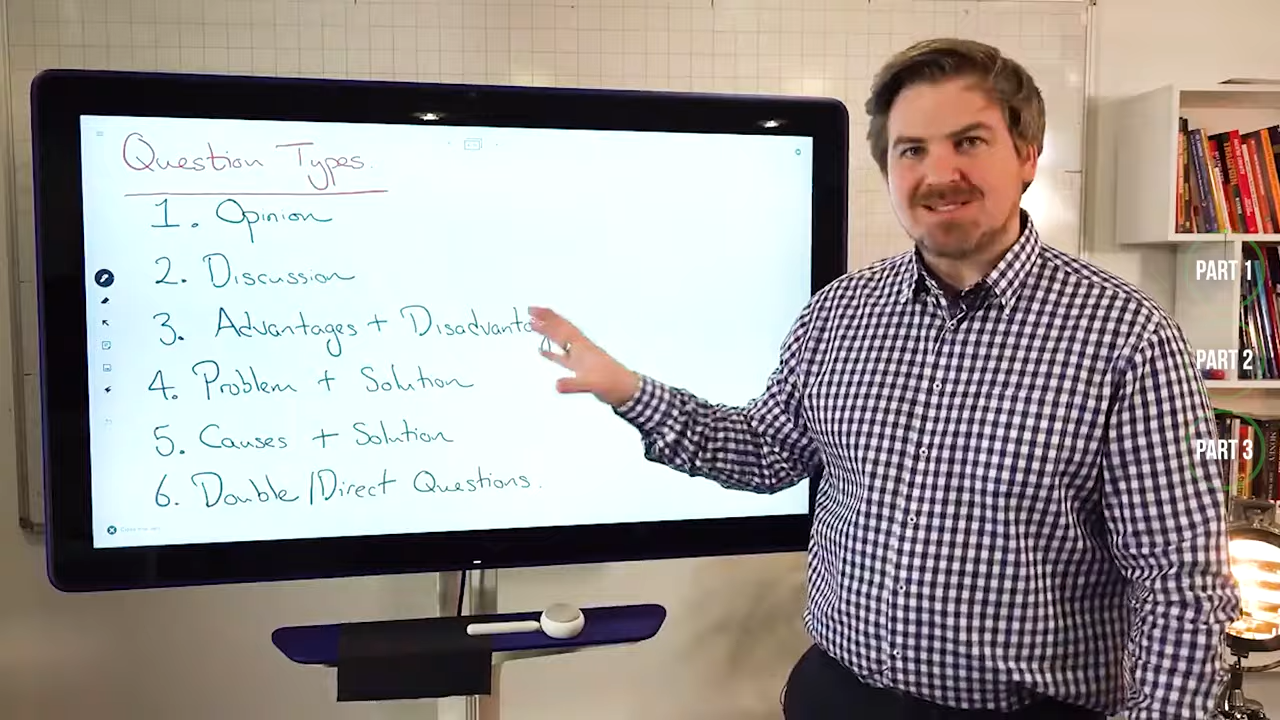 Question Types.
1. Opinion
2. Discussion
3. Advantages + Disadvanta
4. Problem + Solution
5. Causes + Solution
6. Double/Direct Questions.
PART 1
PART 2
PART 3